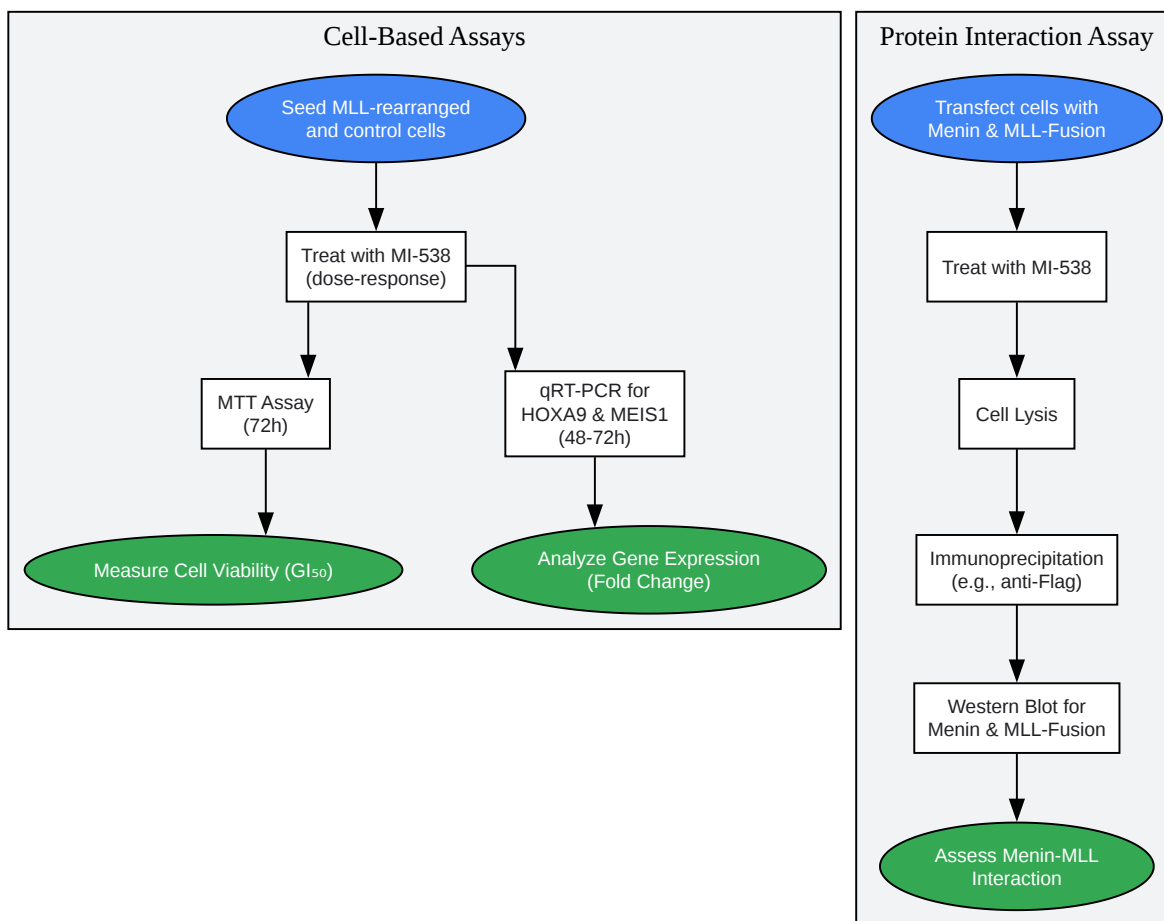 Cell-Based Assays
Seed MLL-rearranged
and control cells
Treat with MI-538
(dose-response)
MTT Assay
(72h)
qRT-PCR for
HOXA9 & MEIS1
(48-72h)
Measure Cell Viability (GI₅₀)
Analyze Gene Expression
(Fold Change)
Protein Interaction Assay
Transfect cells with
Menin & MLL-Fusion
Treat with MI-538
Cell Lysis
Immunoprecipitation
(e.g., anti-Flag)
Western Blot for
Menin & MLL-Fusion
Assess Menin-MLL
Interaction